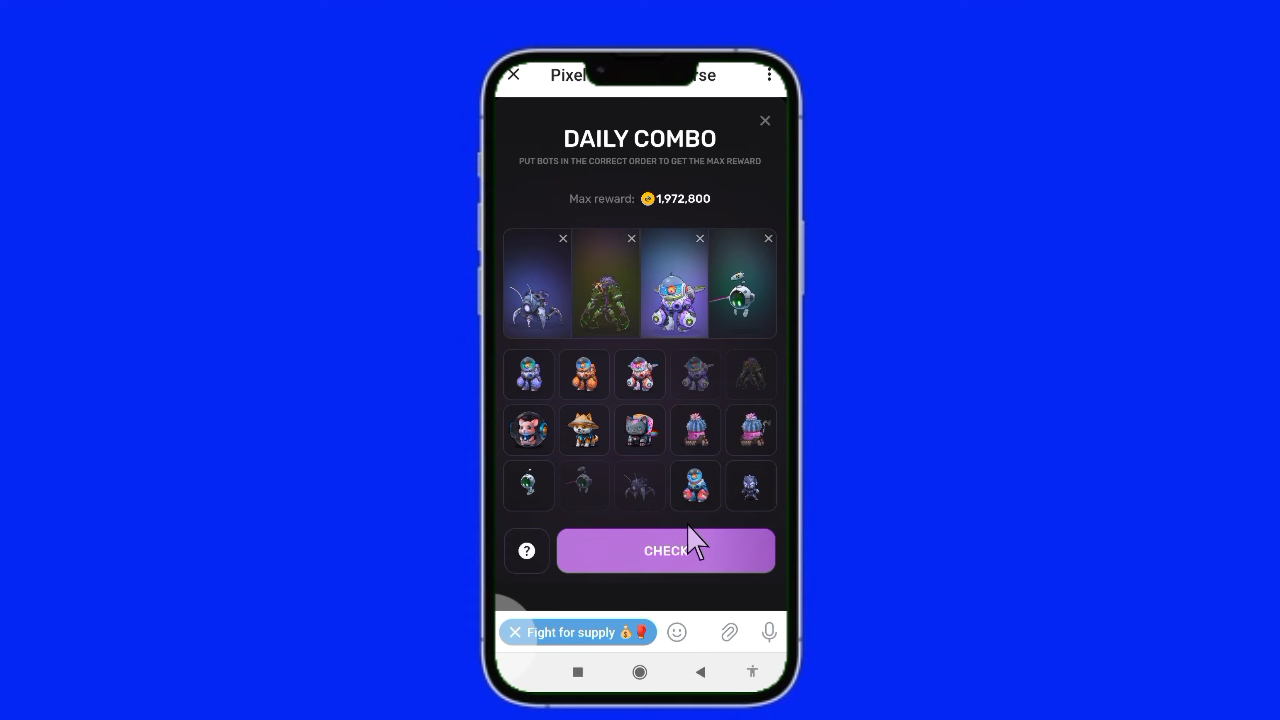 Pixel rse
DAILY COMBO
PUT BOTS IN THE CORRECT ORDER TO GET THE MAX REWARD
Max reward: 1,972,800
?
CHECK
Fight for supply 💰🥊